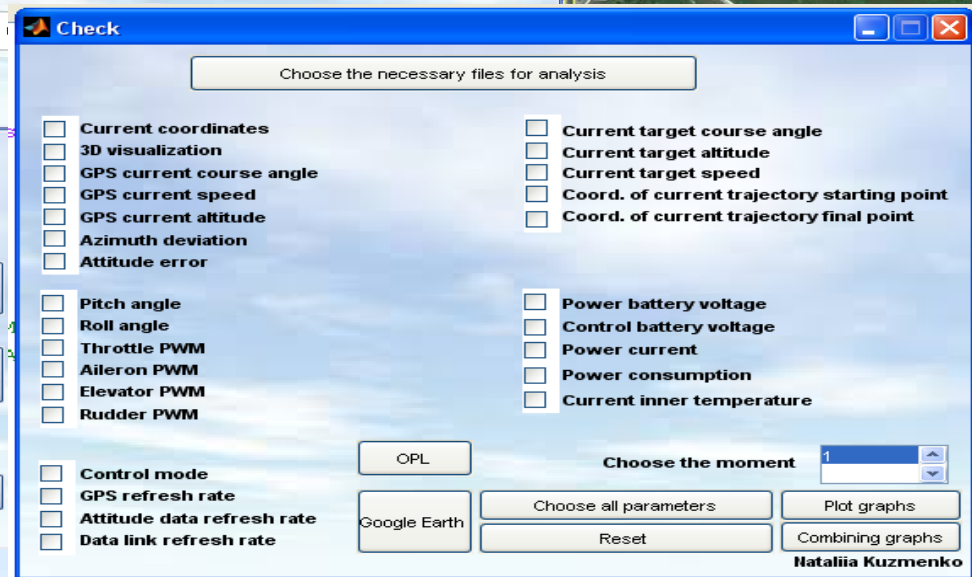 Check
Choose the necessary files for analysis
Current coordinates
3D visualization
GPS current course angle
GPS current speed
GPS current altitude
Azimuth deviation
Attitude error
Current target course angle
Current target altitude
Current target speed
Coord. of current trajectory starting point
Coord. of current trajectory final point
Pitch angle
Roll angle
Throttle PWM
Aileron PWM
Elevator PWM
Rudder PWM
Power battery voltage
Control battery voltage
Power current
Power consumption
Current inner temperature
Control mode
GPS refresh rate
Attitude data refresh rate
Data link refresh rate
OPL
Google Earth
Choose the moment
1
Choose all parameters
Reset
Plot graphs
Combining graphs
Nataliia Kuzmenko